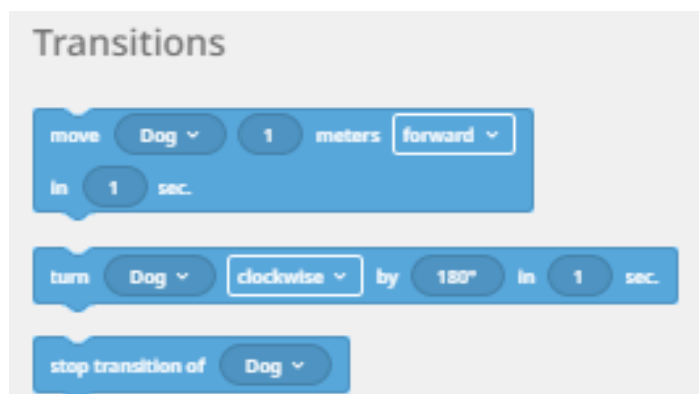 Transitions
move Dog 1 meters forward
in 1 sec.
turn Dog clockwise by 180° in 1 sec.
stop transition of Dog